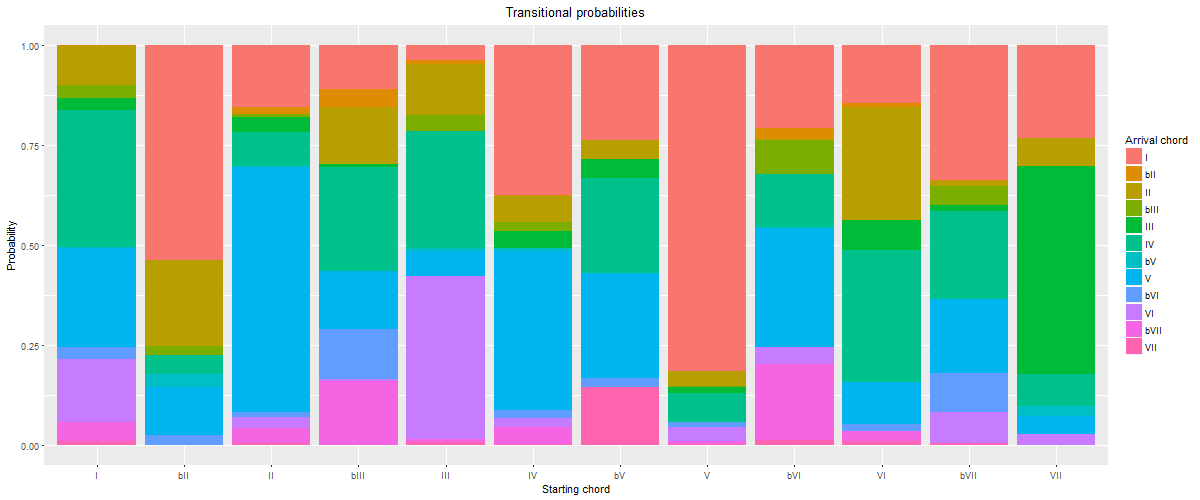 Transitional probabilities
1.00
0.75
0.50
0.25
0.00
Probability
I bII II bIII III IV bV V bVI VI bVII VII
Starting chord
Arrival chord
I
bII
II
bIII
III
IV
bV
V
bVI
VI
bVII
VII